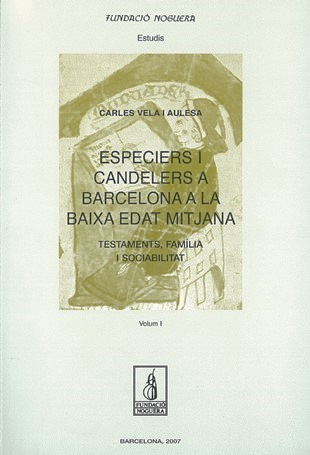 FUNDACIÓ NOGUERA
Estudis
CARLES VELA I AULESA
ESPECIERS I
CANDELERS A
BARCELONA A LA
BAIXA EDAT MITJANA
TESTAMENTS, FAMÍLIA
I SOCIABILITAT
Volum I
FUNDACIÓ
NOGUERA
BARCELONA, 2007